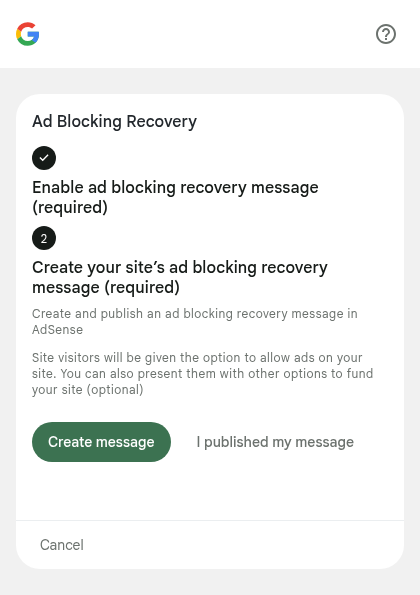 Ad Blocking Recovery
Enable ad blocking recovery message
(required)
2
Create your site’s ad blocking recovery
message (required)
Create and publish an ad blocking recovery message in
AdSense
Site visitors will be given the option to allow ads on your
site. You can also present them with other options to fund
your site (optional)
Create message
I published my message
Cancel